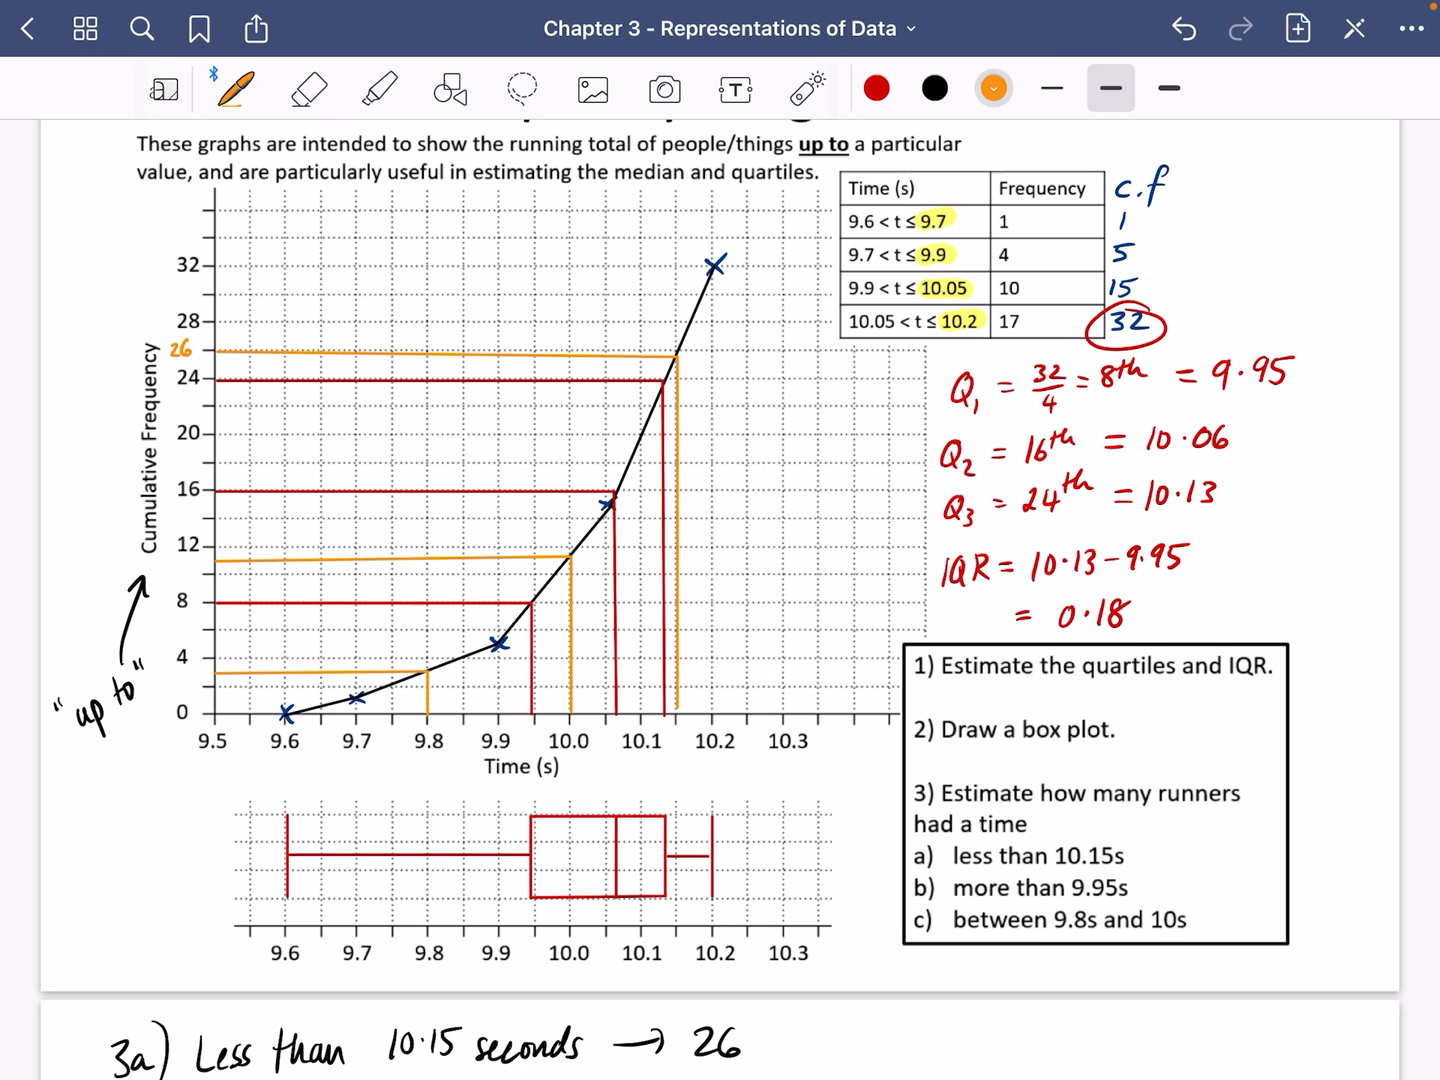 Chapter 3 - Representations of Data
These graphs are intended to show the running total of people/things up to a particular
value, and are particularly useful in estimating the median and quartiles.
Time (s) Frequency c.f
9.6 < t ≤ 9.7 1 1
9.7 < t ≤ 9.9 4 5
9.9 < t ≤ 10.05 10 15
10.05 < t ≤ 10.2 17 32
Cumulative Frequency
32
28
26
24
20
16
12
8
4
0
9.5 9.6 9.7 9.8 9.9 10.0 10.1 10.2 10.3
Time (s)
"up to"
Q₁ = 32/4 = 8th = 9.95
Q₂ = 16th = 10.06
Q₃ = 24th = 10.13
IQR = 10.13 - 9.95
= 0.18
1) Estimate the quartiles and IQR.
2) Draw a box plot.
3) Estimate how many runners
had a time
a) less than 10.15s
b) more than 9.95s
c) between 9.8s and 10s
9.6 9.7 9.8 9.9 10.0 10.1 10.2 10.3
3a) Less than 10.15 seconds → 26